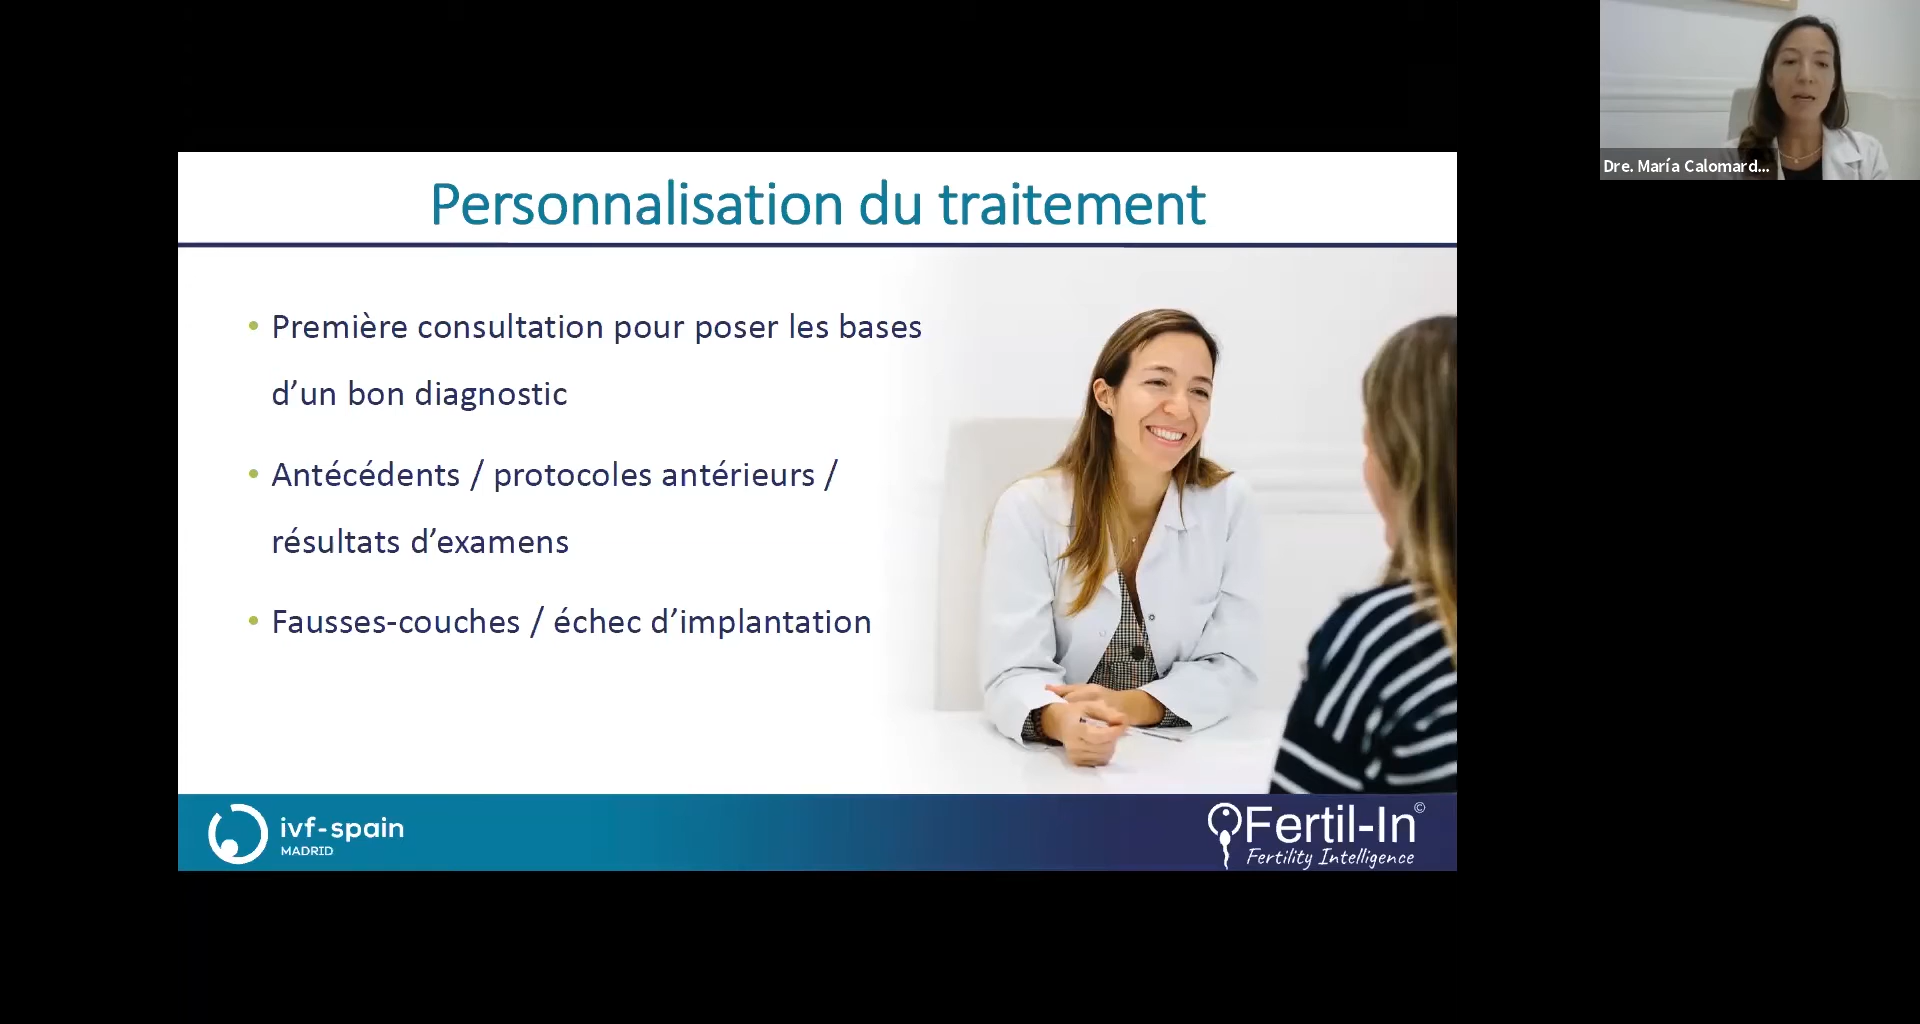 Dre. María Calomard...
Personnalisation du traitement
• Première consultation pour poser les bases
d’un bon diagnostic
• Antécédents / protocoles antérieurs /
résultats d’examens
• Fausses-couches / échec d’implantation
ivf-spain
MADRID
Fertil-In©
Fertility Intelligence